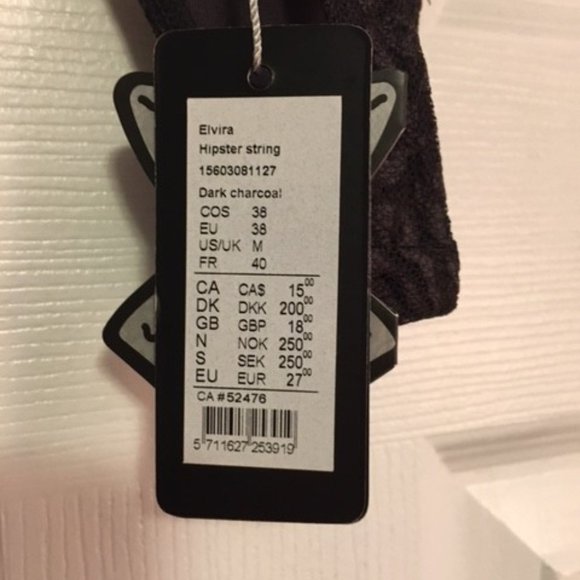 Elvira
Hipster string
15603081127
Dark charcoal
COS 38
EU 38
US/UK M
FR 40
CA CA$ 15⁰⁰
DK DKK 200⁰⁰
GB GBP 18⁰⁰
N NOK 250⁰⁰
S SEK 250⁰⁰
EU EUR 27⁰⁰
CA #52476
5 711627 253919